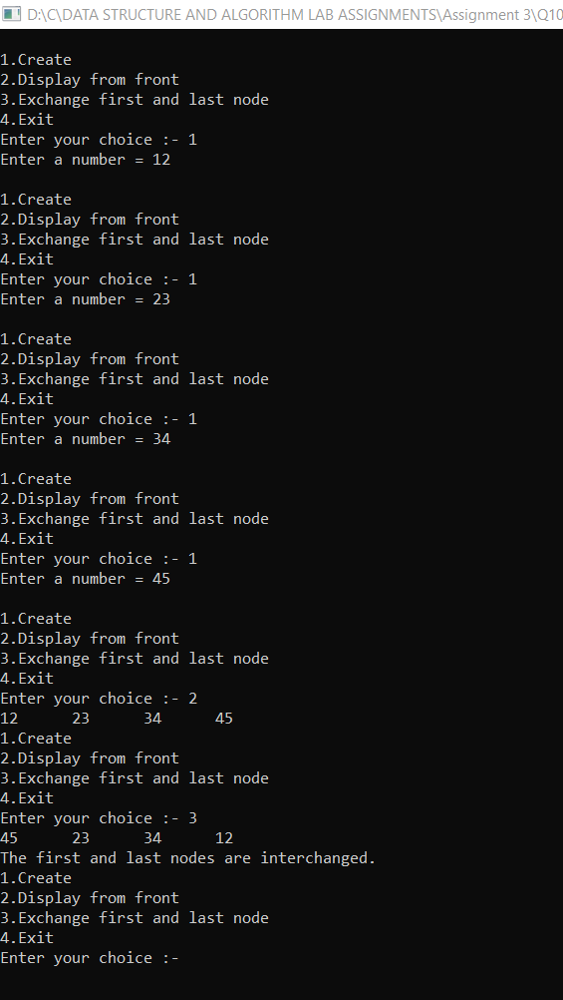 D:\C\DATA STRUCTURE AND ALGORITHM LAB ASSIGNMENTS\Assignment 3\Q10
1.Create
2.Display from front
3.Exchange first and last node
4.Exit
Enter your choice :- 1
Enter a number = 12
1.Create
2.Display from front
3.Exchange first and last node
4.Exit
Enter your choice :- 1
Enter a number = 23
1.Create
2.Display from front
3.Exchange first and last node
4.Exit
Enter your choice :- 1
Enter a number = 34
1.Create
2.Display from front
3.Exchange first and last node
4.Exit
Enter your choice :- 1
Enter a number = 45
1.Create
2.Display from front
3.Exchange first and last node
4.Exit
Enter your choice :- 2
12      23      34      45
1.Create
2.Display from front
3.Exchange first and last node
4.Exit
Enter your choice :- 3
45      23      34      12
The first and last nodes are interchanged.
1.Create
2.Display from front
3.Exchange first and last node
4.Exit
Enter your choice :-